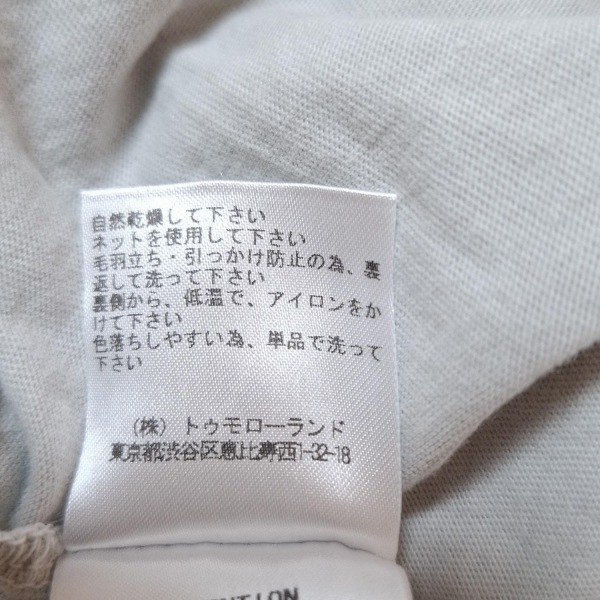 自然乾燥して下さい
ネットを使用して下さい
毛羽立ち・引っかけ防止の為、裏
返して洗って下さい
裏側から、低温で、アイロンをか
けて下さい
色落ちしやすい為、単品で洗って
下さい
（株）トゥモローランド
東京都渋谷区恵比寿西1-32-18